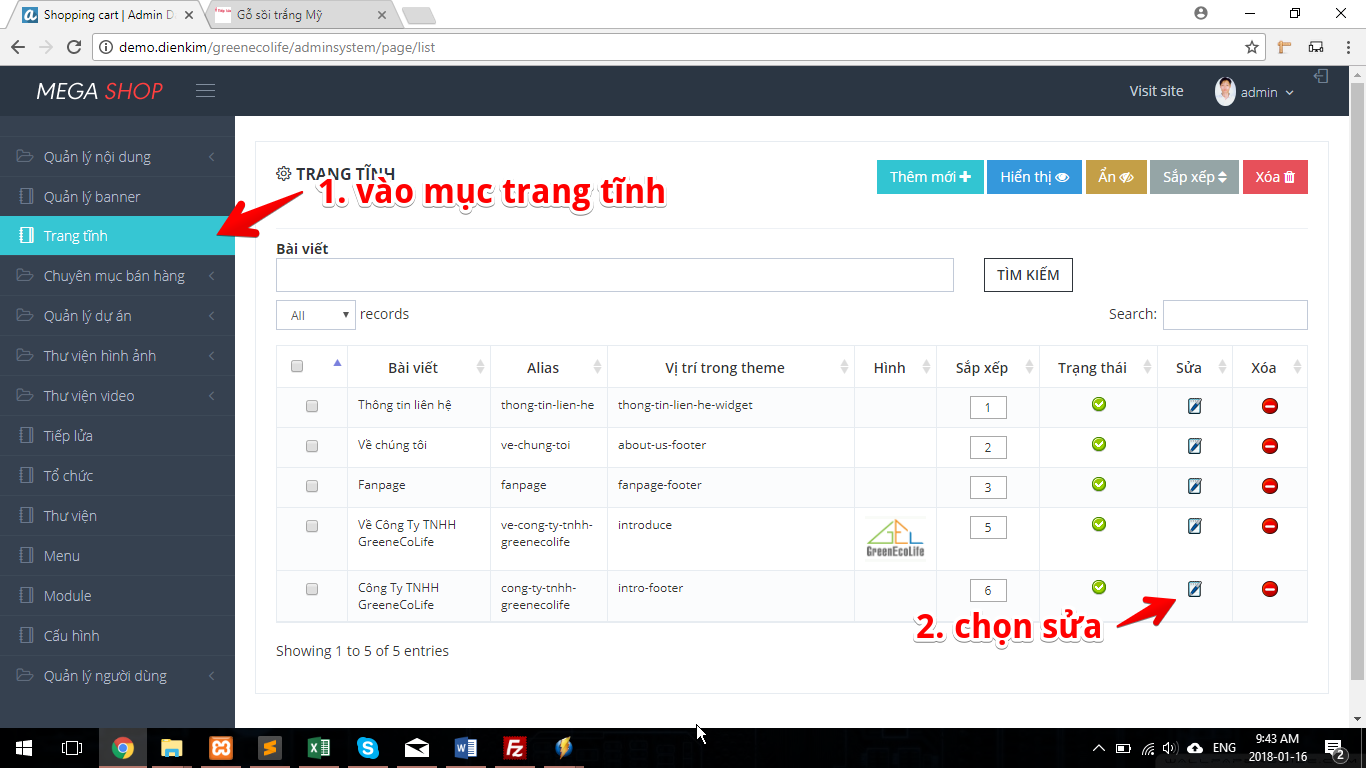 Shopping cart | Admin D
Gỗ sồi trắng Mỹ
demo.dienkim/greenecolife/adminsystem/page/list
MEGA SHOP
Visit site
admin
Quản lý nội dung
Quản lý banner
Trang tĩnh
Chuyên mục bán hàng
Quản lý dự án
Thư viện hình ảnh
Thư viện video
Tiếp lửa
Tổ chức
Thư viện
Menu
Module
Cấu hình
Quản lý người dùng
TRANG TĨNH
Thêm mới
Hiển thị
Ẩn
Sắp xếp
Xóa
1. vào mục trang tĩnh
Bài viết
TÌM KIẾM
All records
Search:
Bài viết Alias Vị trí trong theme Hình Sắp xếp Trạng thái Sửa Xóa
Thông tin liên hệ thong-tin-lien-he thong-tin-lien-he-widget 1
Về chúng tôi ve-chung-toi about-us-footer 2
Fanpage fanpage fanpage-footer 3
Về Công Ty TNHH ve-cong-ty-tnhh- introduce GEL 5
GreeneCoLife greenecolife GreenEcoLife
Công Ty TNHH cong-ty-tnhh- intro-footer 6
GreeneCoLife greenecolife
2. chọn sửa
Showing 1 to 5 of 5 entries
ENG
9:43 AM
2018-01-16
2